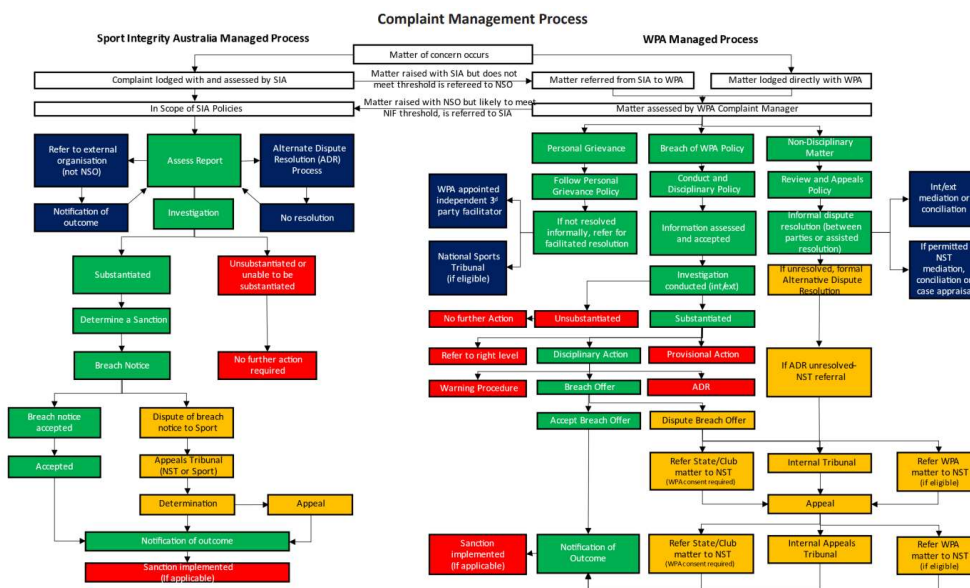 Complaint Management Process
Sport Integrity Australia Managed Process
WPA Managed Process
Matter of concern occurs
Complaint lodged with and assessed by SIA
Matter raised with SIA but does not
meet threshold is refereed to NSO
Matter referred from SIA to WPA
Matter lodged directly with WPA
In Scope of SIA Policies
Matter raised with NSO but likely to meet
NIF threshold, is referred to SIA
Matter assessed by WPA Complaint Manager
Refer to external
organisation
(not NSO)
Assess Report
Alternate Dispute
Resolution (ADR)
Process
Notification of
outcome
Investigation
No resolution
Substantiated
Unsubstantiated or
unable to be
substantiated
Determine a Sanction
Breach Notice
No further action
required
Breach notice
accepted
Dispute of breach
notice to Sport
Accepted
Appeals Tribunal
(NST or Sport)
Determination
Appeal
Notification of outcome
Sanction implemented
(If applicable)
Personal Grievance
Breach of WPA Policy
Non-Disciplinary
Matter
WPA appointed
independent 3rd
party facilitator
Follow Personal
Grievance Policy
Conduct and
Disciplinary Policy
Review and Appeals
Policy
Int/ext
mediation or
conciliation
If not resolved
informally, refer for
facilitated resolution
Information assessed
and accepted
Informal dispute
resolution (between
parties or assisted
resolution)
National Sports
Tribunal
(if eligible)
Investigation
conducted (int/ext)
If unresolved, formal
Alternative Dispute
Resolution
If permitted
NST
mediation,
conciliation or
case appraisal
No further Action
Unsubstantiated
Substantiated
Refer to right level
Disciplinary Action
Provisional Action
If ADR unresolved-
NST referral
Warning Procedure
Breach Offer
ADR
Accept Breach Offer
Dispute Breach Offer
Refer State/Club
matter to NST
(WPA consent required)
Internal Tribunal
Refer WPA
matter to NST
(if eligible)
Appeal
Sanction
implemented
(If applicable)
Notification of
Outcome
Refer State/Club
matter to NST
(WPA consent required)
Internal Appeals
Tribunal
Refer WPA
matter to NST
(if eligible)